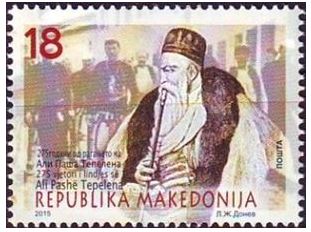 18
275 години од раѓањето на
Али Паша Тепелена
275 vjetori i lindjes së
Ali Pashë Tepelena
ПОШТА
REPUBLIKA MAKEDONIJA
2015
Л.Ж.Донев